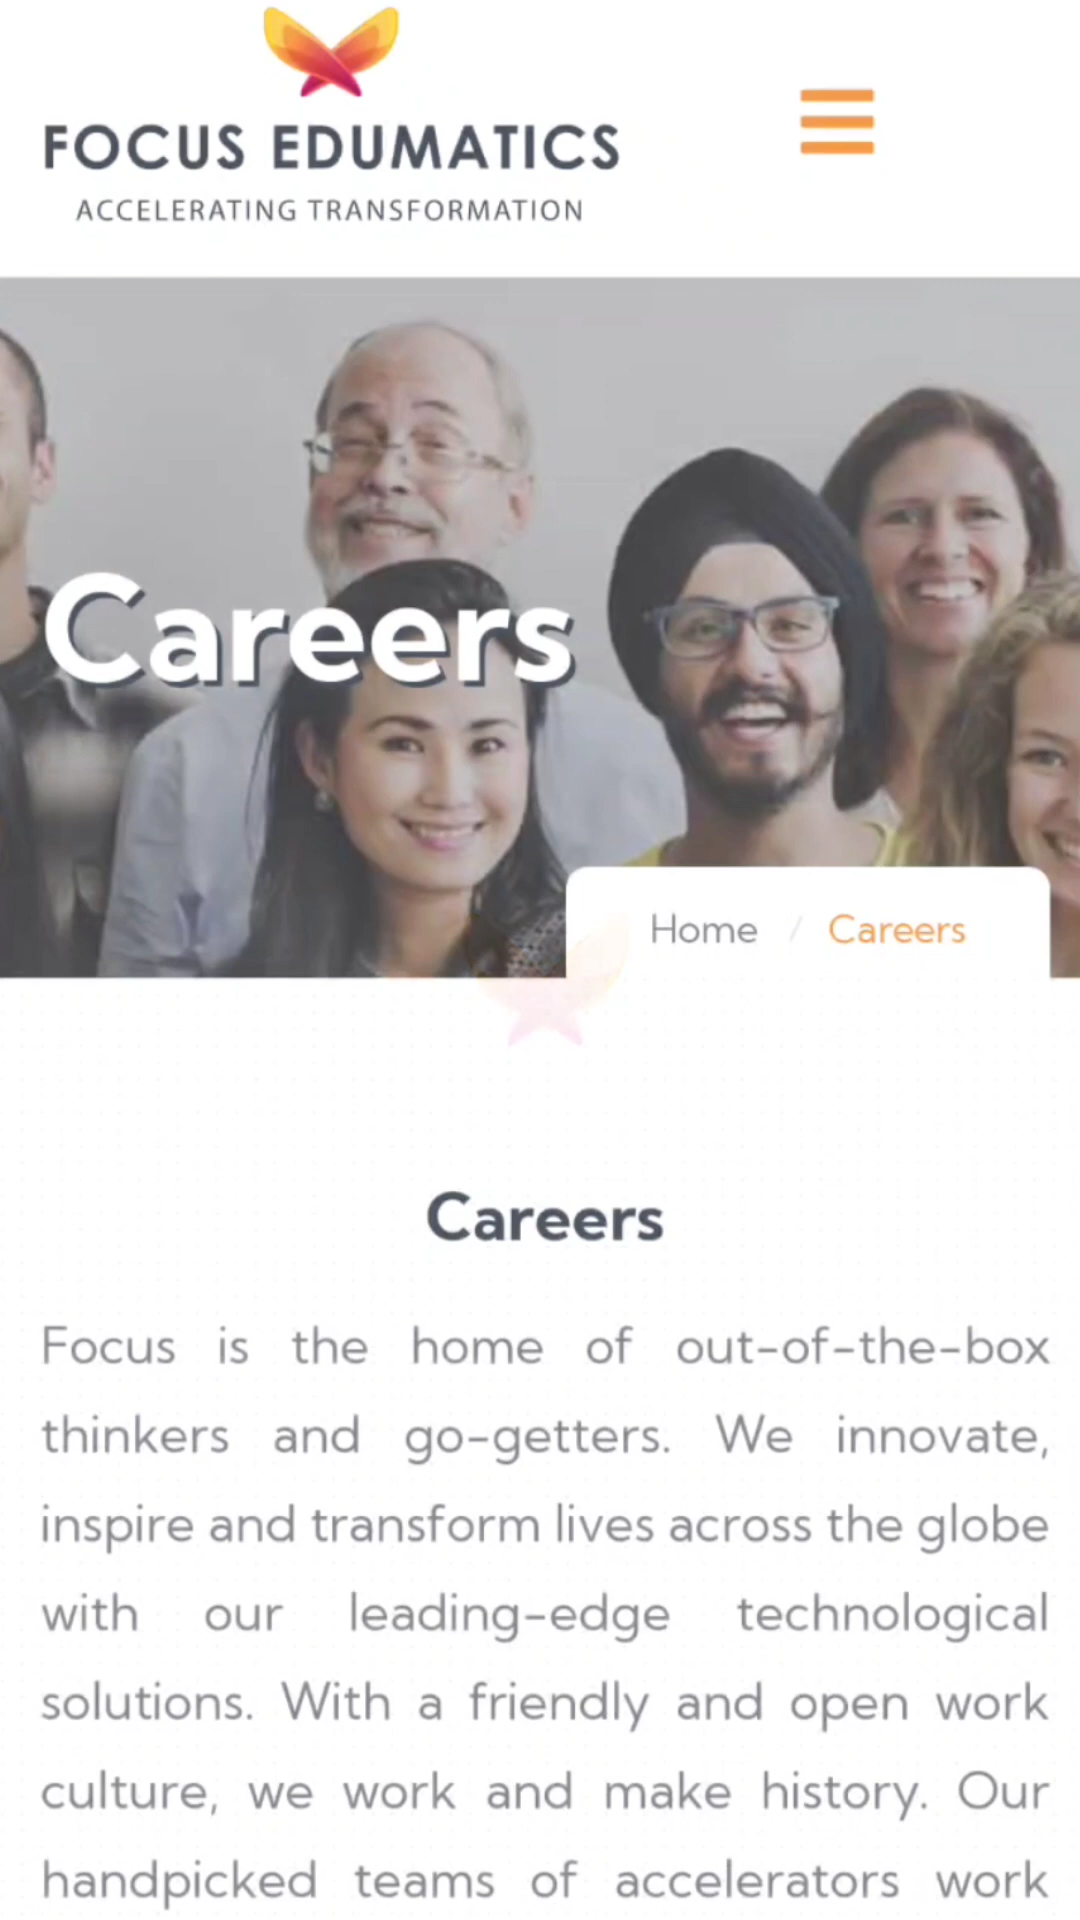 FOCUS EDUMATICS
ACCELERATING TRANSFORMATION
Careers
Home / Careers
Careers
Focus is the home of out-of-the-box
thinkers and go-getters. We innovate,
inspire and transform lives across the globe
with our leading-edge technological
solutions. With a friendly and open work
culture, we work and make history. Our
handpicked teams of accelerators work